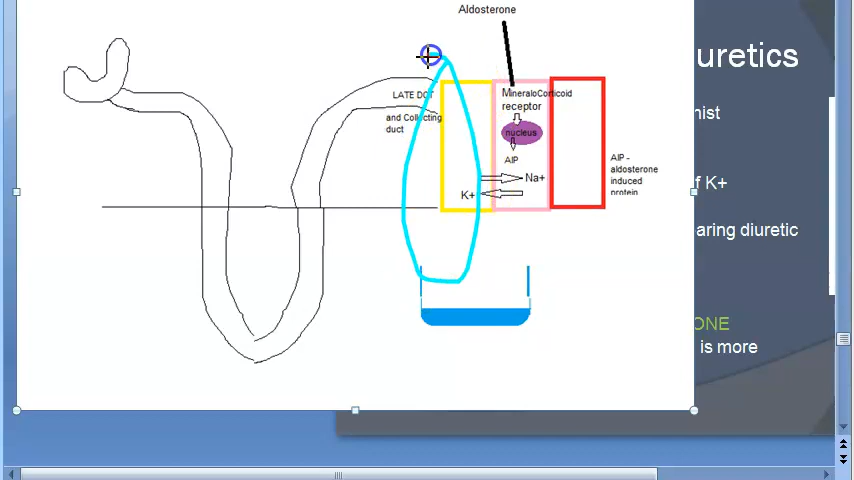 Aldosterone
uretics
LATE DCT
and Collecting
duct
MineraloCorticoid
receptor
nucleus
AIP
Na+
K+
AIP -
aldosterone
induced
protein
nist
f K+
aring diuretic
ONE
is more